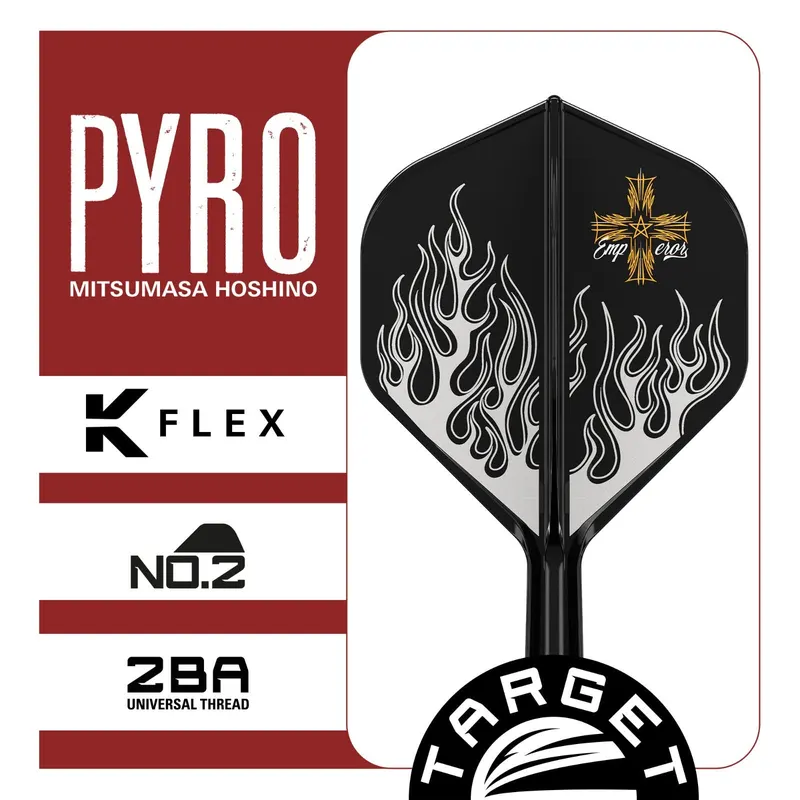 PYRO
MITSUMASA HOSHINO
K FLEX
NO.2
2BA
UNIVERSAL THREAD
Emperor
TARGET